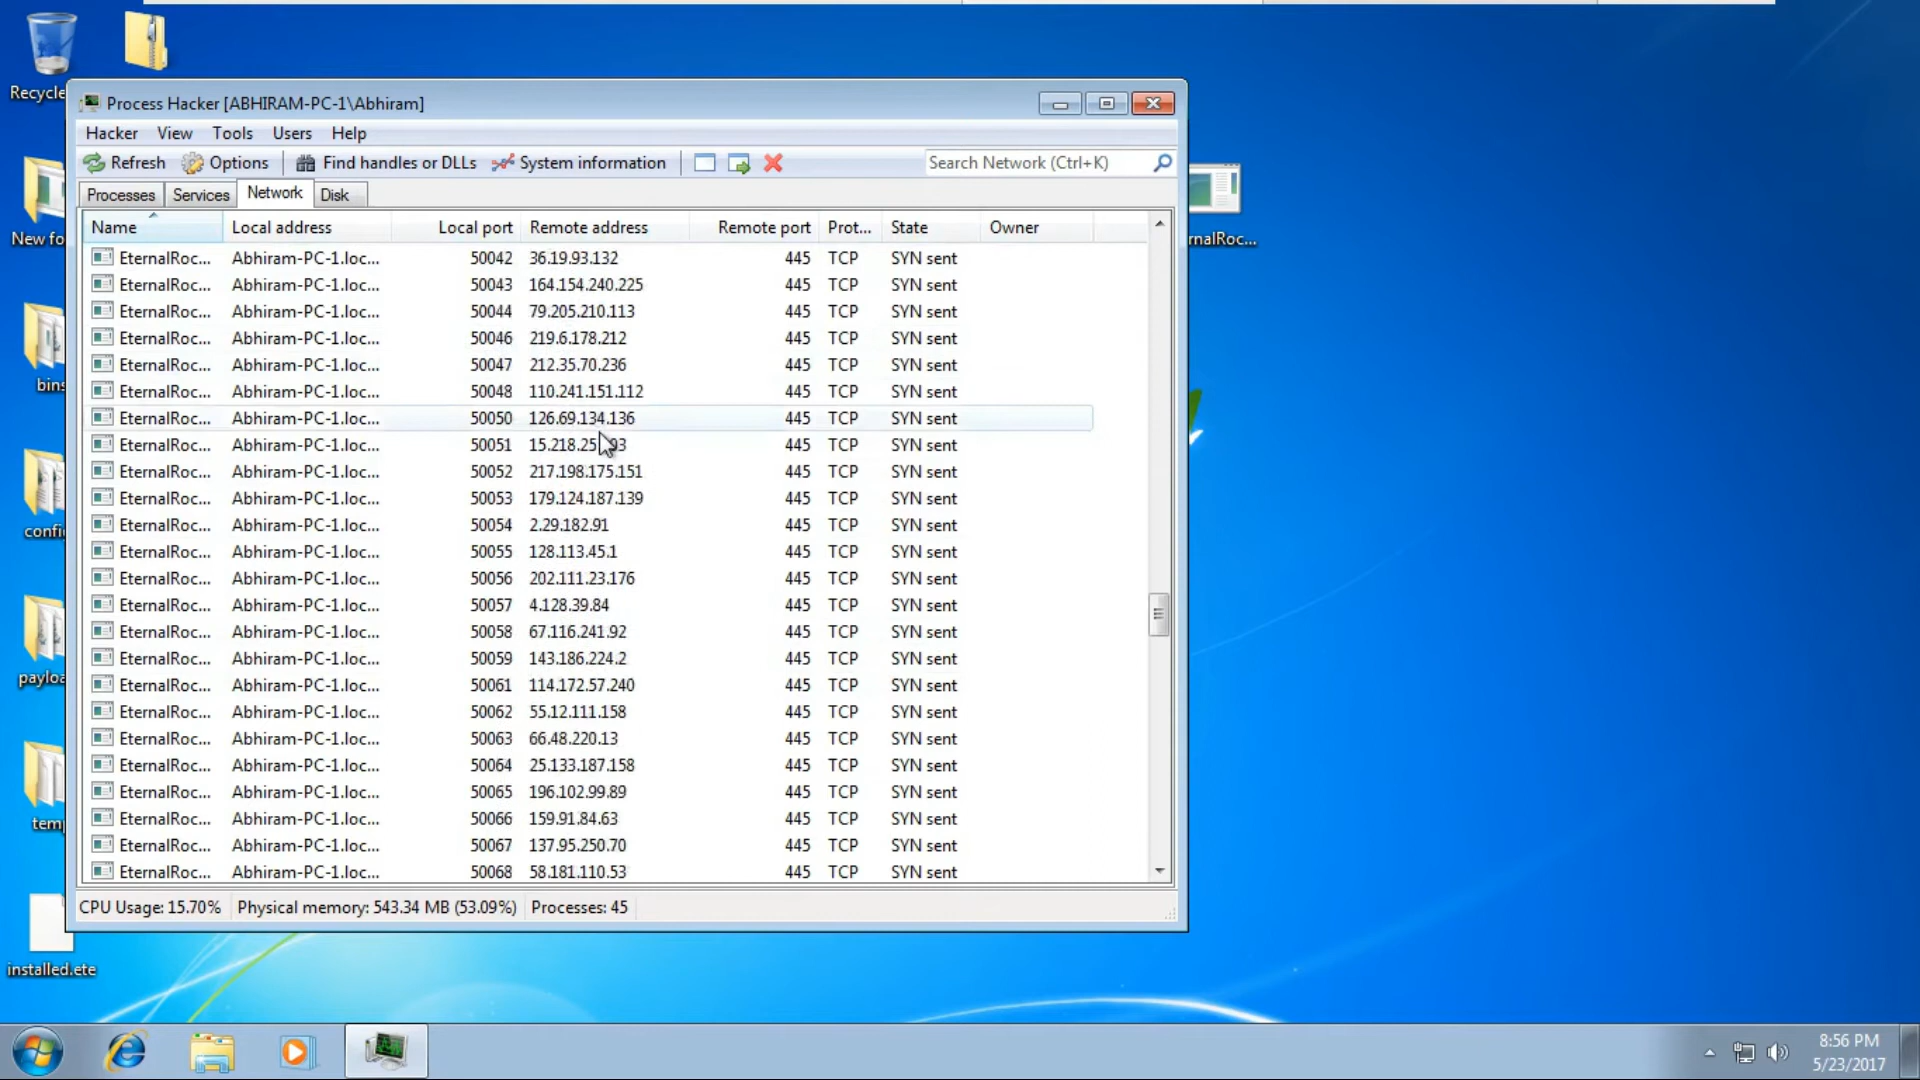 Recycle
Process Hacker [ABHIRAM-PC-1\Abhiram]
Hacker View Tools Users Help
Refresh Options Find handles or DLLs System information Search Network (Ctrl+K)
Processes Services Network Disk
Name Local address Local port Remote address Remote port Prot... State Owner
EternalRoc... Abhiram-PC-1.loc... 50042 36.19.93.132 445 TCP SYN sent
EternalRoc... Abhiram-PC-1.loc... 50043 164.154.240.225 445 TCP SYN sent
EternalRoc... Abhiram-PC-1.loc... 50044 79.205.210.113 445 TCP SYN sent
EternalRoc... Abhiram-PC-1.loc... 50046 219.6.178.212 445 TCP SYN sent
EternalRoc... Abhiram-PC-1.loc... 50047 212.35.70.236 445 TCP SYN sent
EternalRoc... Abhiram-PC-1.loc... 50048 110.241.151.112 445 TCP SYN sent
EternalRoc... Abhiram-PC-1.loc... 50050 126.69.134.136 445 TCP SYN sent
EternalRoc... Abhiram-PC-1.loc... 50051 445 TCP SYN sent
EternalRoc... Abhiram-PC-1.loc... 50052 217.198.175.151 445 TCP SYN sent
EternalRoc... Abhiram-PC-1.loc... 50053 179.124.187.139 445 TCP SYN sent
EternalRoc... Abhiram-PC-1.loc... 50054 2.29.182.91 445 TCP SYN sent
EternalRoc... Abhiram-PC-1.loc... 50055 128.113.45.1 445 TCP SYN sent
EternalRoc... Abhiram-PC-1.loc... 50056 202.111.23.176 445 TCP SYN sent
EternalRoc... Abhiram-PC-1.loc... 50057 4.128.39.84 445 TCP SYN sent
EternalRoc... Abhiram-PC-1.loc... 50058 67.116.241.92 445 TCP SYN sent
EternalRoc... Abhiram-PC-1.loc... 50059 143.186.224.2 445 TCP SYN sent
EternalRoc... Abhiram-PC-1.loc... 50061 114.172.57.240 445 TCP SYN sent
EternalRoc... Abhiram-PC-1.loc... 50062 55.12.111.158 445 TCP SYN sent
EternalRoc... Abhiram-PC-1.loc... 50063 66.48.220.13 445 TCP SYN sent
EternalRoc... Abhiram-PC-1.loc... 50064 25.133.187.158 445 TCP SYN sent
EternalRoc... Abhiram-PC-1.loc... 50065 196.102.99.89 445 TCP SYN sent
EternalRoc... Abhiram-PC-1.loc... 50066 159.91.84.63 445 TCP SYN sent
EternalRoc... Abhiram-PC-1.loc... 50067 137.95.250.70 445 TCP SYN sent
EternalRoc... Abhiram-PC-1.loc... 50068 58.181.110.53 445 TCP SYN sent
CPU Usage: 15.70% Physical memory: 543.34 MB (53.09%) Processes: 45
New fo
bins
confi
paylo
tem
installed.ete
rnalRoc...
8:56 PM
5/23/2017